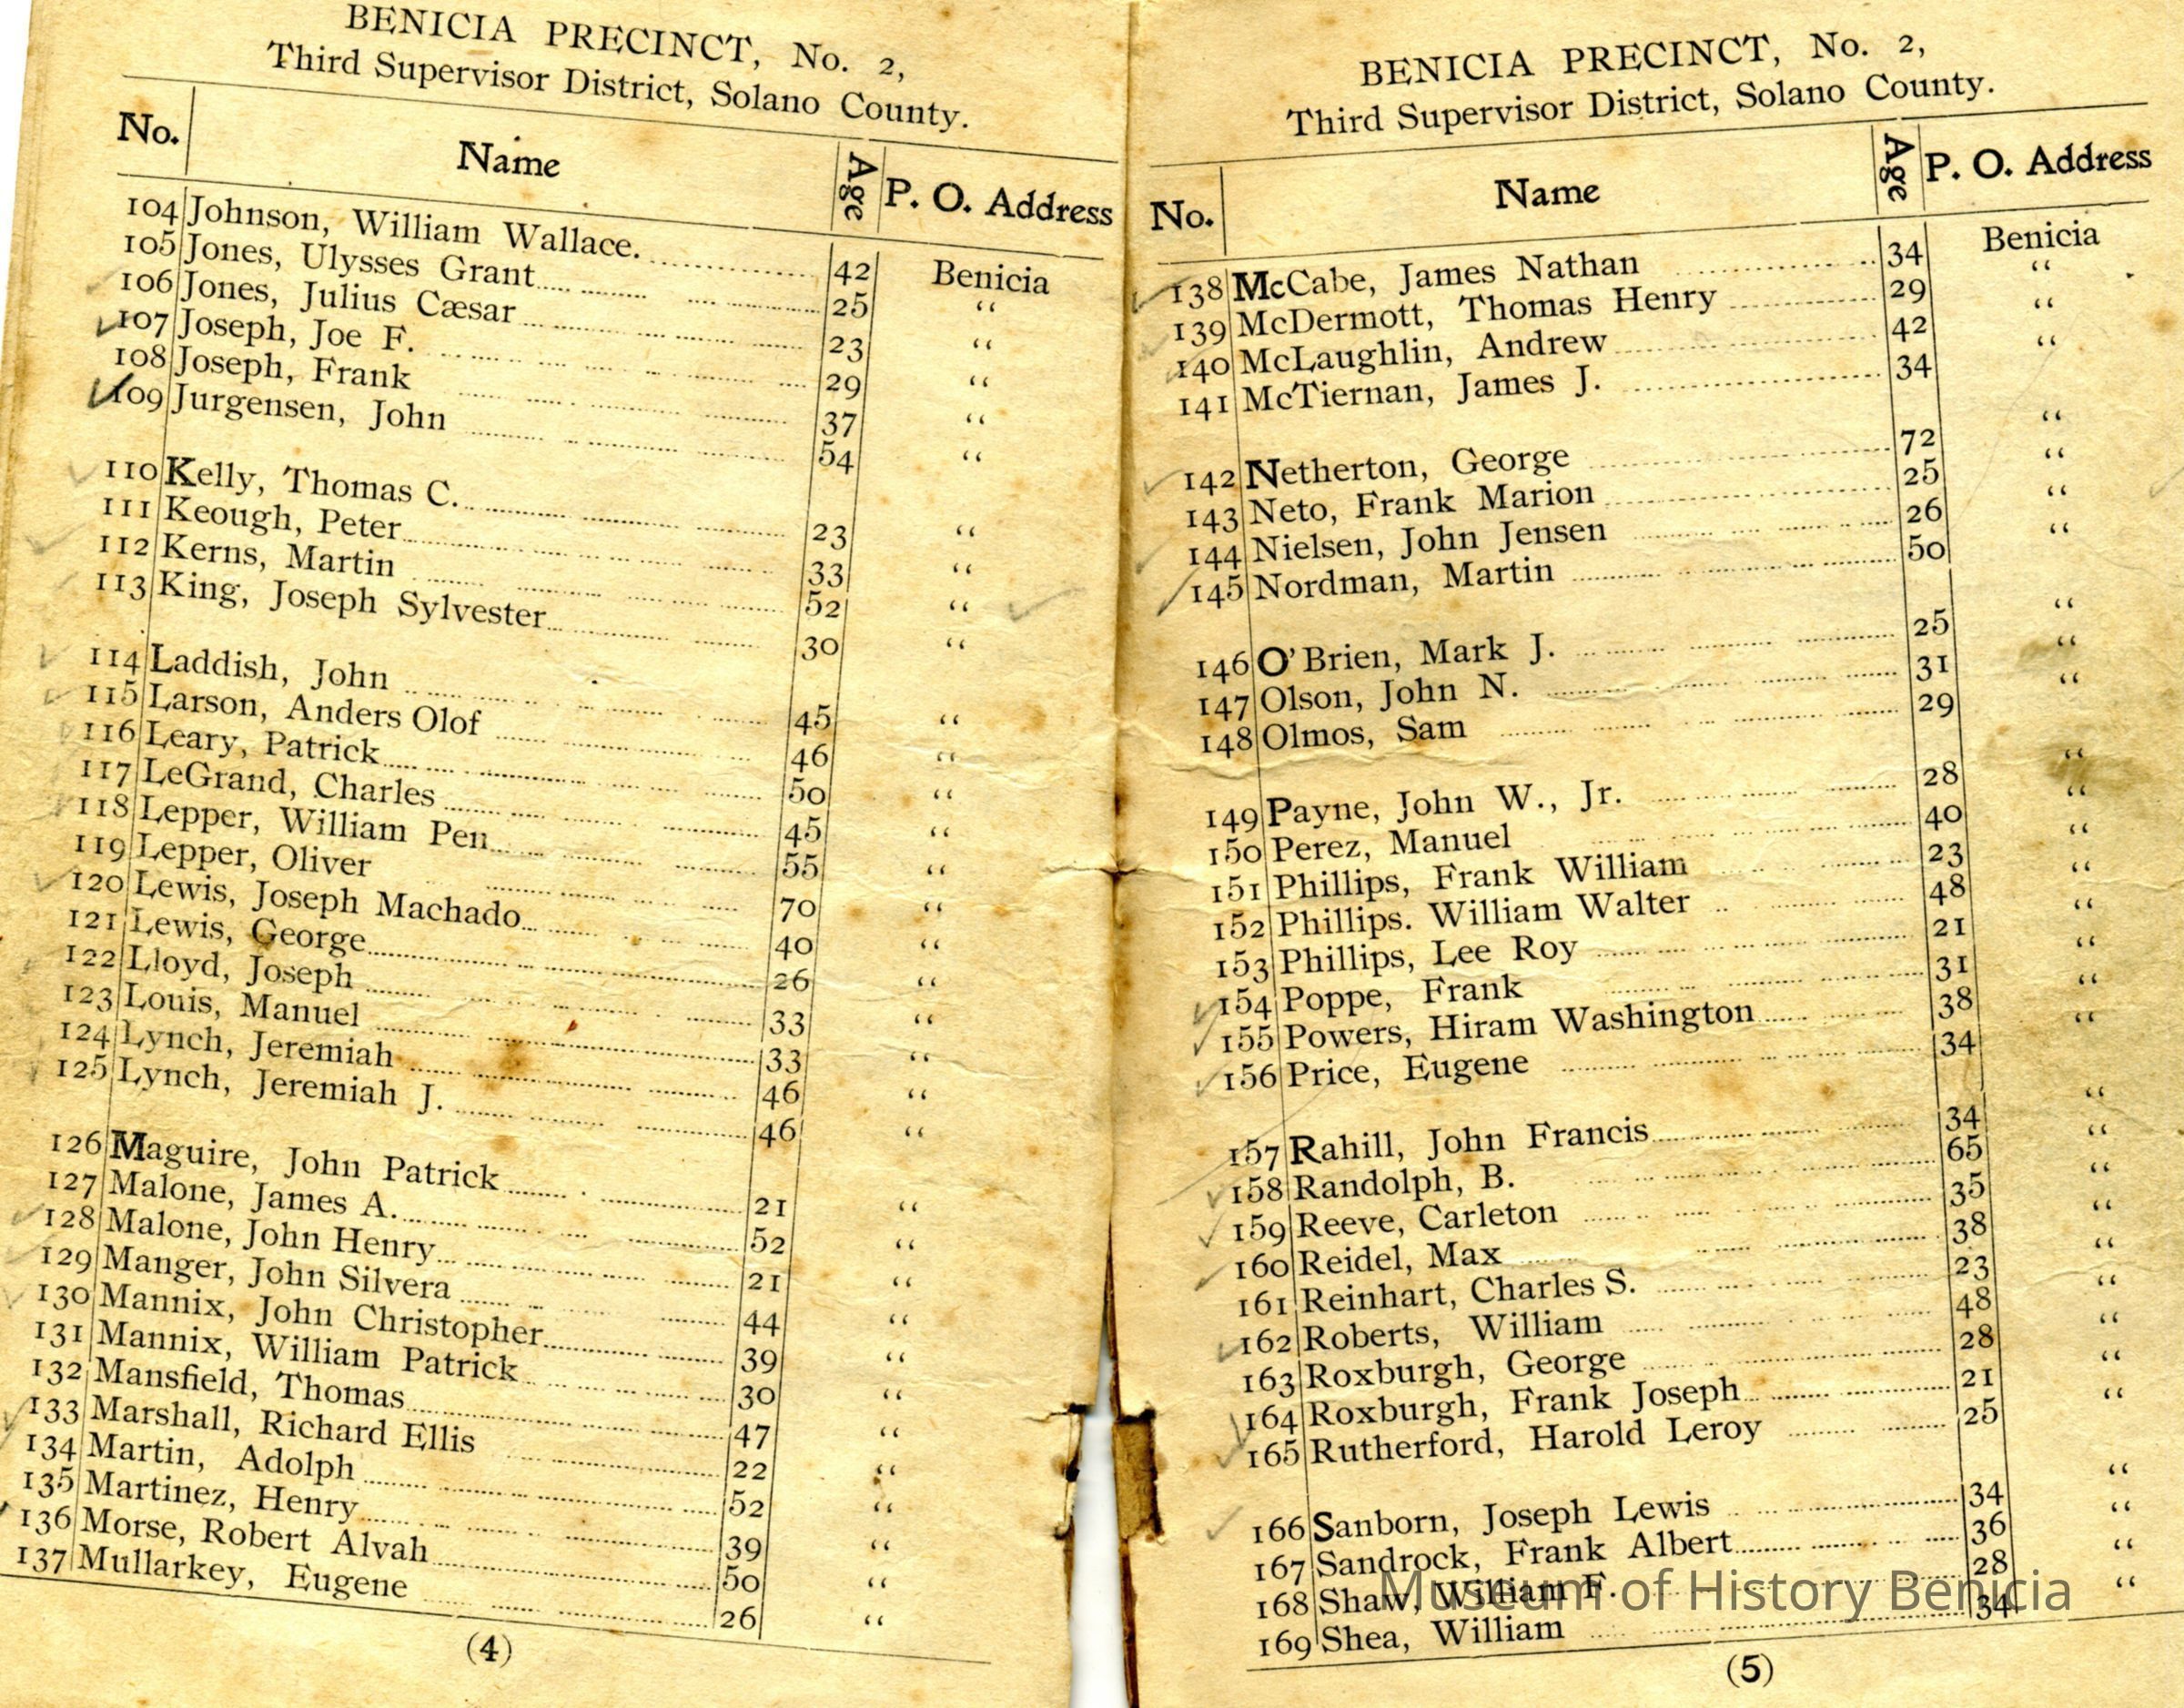 BENICIA PRECINCT, No. 2,
Third Supervisor District, Solano County.
No. Name Age P. O. Address
104 Johnson, William Wallace. 42 Benicia
105 Jones, Ulysses Grant 25 “
106 Jones, Julius Cæsar 23 “
107 Joseph, Joe F. 29 “
108 Joseph, Frank 37 “
109 Jurgensen, John 54 “
110 Kelly, Thomas C. 23 “
111 Keough, Peter 33 “
112 Kerns, Martin 52 “
113 King, Joseph Sylvester 30 “
114 Laddish, John 45 “
115 Larson, Anders Olof 46 “
116 Leary, Patrick 50 “
117 LeGrand, Charles 45 “
118 Lepper, William Pen 55 “
119 Lepper, Oliver 70 “
120 Lewis, Joseph Machado 40 “
121 Lewis, George 26 “
122 Lloyd, Joseph 33 “
123 Louis, Manuel 33 “
124 Lynch, Jeremiah 46 “
125 Lynch, Jeremiah J. 46 “
126 Maguire, John Patrick 21 “
127 Malone, James A. 52 “
128 Malone, John Henry 21 “
129 Manger, John Silvera 44 “
130 Mannix, John Christopher 39 “
131 Mannix, William Patrick 30 “
132 Mansfield, Thomas 47 “
133 Marshall, Richard Ellis 22 “
134 Martin, Adolph 52 “
135 Martinez, Henry 39 “
136 Morse, Robert Alvah 50 “
137 Mullarkey, Eugene 26 “
(4)
BENICIA PRECINCT, No. 2,
Third Supervisor District, Solano County.
No. Name Age P. O. Address
138 McCabe, James Nathan 34 Benicia
139 McDermott, Thomas Henry 29 “
140 McLaughlin, Andrew 42 “
141 McTiernan, James J. 34 “
142 Netherton, George 72 “
143 Neto, Frank Marion 25 “
144 Nielsen, John Jensen 26 “
145 Nordman, Martin 50 “
146 O’Brien, Mark J. 25 “
147 Olson, John N. 31 “
148 Olmos, Sam 29 “
149 Payne, John W., Jr. 28 “
150 Perez, Manuel 40 “
151 Phillips, Frank William 23 “
152 Phillips. William Walter 48 “
153 Phillips, Lee Roy 21 “
154 Poppe, Frank 31 “
155 Powers, Hiram Washington 38 “
156 Price, Eugene 34 “
157 Rahill, John Francis 34 “
158 Randolph, B. 65 “
159 Reeve, Carleton 35 “
160 Reidel, Max 38 “
161 Reinhart, Charles S. 23 “
162 Roberts, William 48 “
163 Roxburgh, George 28 “
164 Roxburgh, Frank Joseph 21 “
165 Rutherford, Harold Leroy 25 “
166 Sanborn, Joseph Lewis 34 “
167 Sandrock, Frank Albert 36 “
168 Shaw, William F. 28 “
169 Shea, William 34 “
(5)
Museum of History Benicia